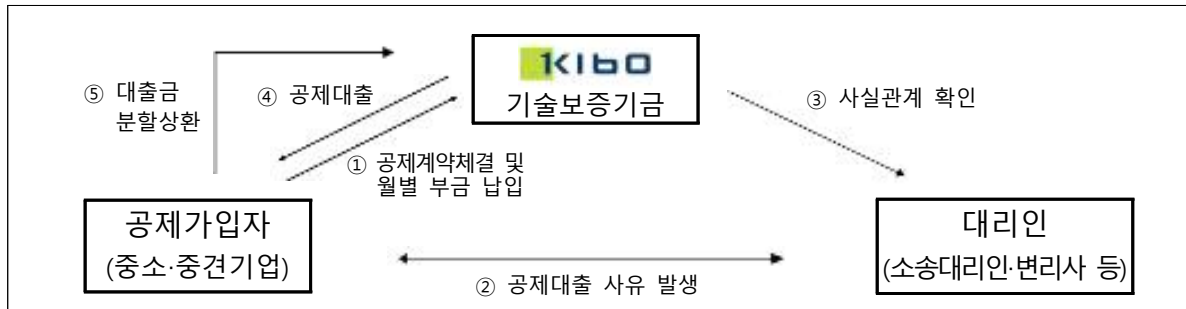 KIBO
기술보증기금
⑤ 대출금
분할상환
④ 공제대출
③ 사실관계 확인
① 공제계약체결 및
월별 부금 납입
공제가입자
(중소·중견기업)
대리인
(소송대리인·변리사 등)
② 공제대출 사유 발생